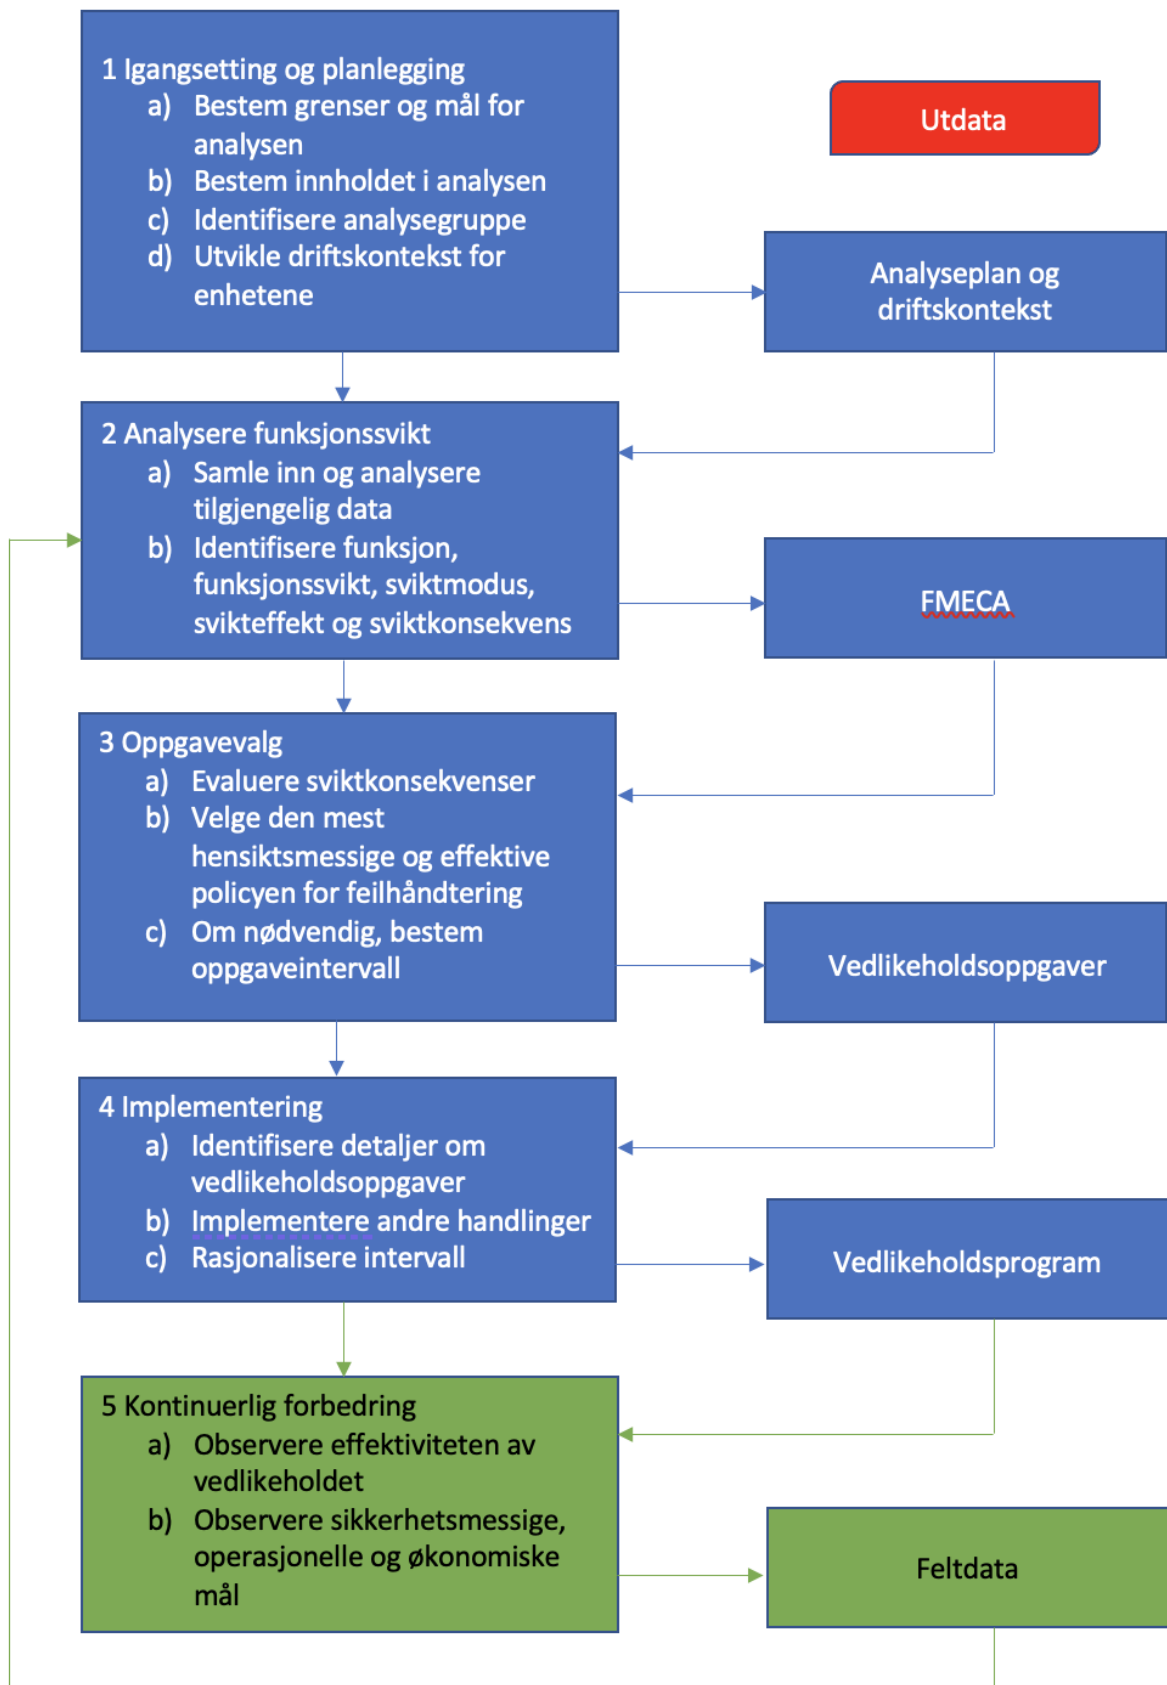 1 Igangsetting og planlegging
a) Bestem grenser og mål for
analysen
b) Bestem innholdet i analysen
c) Identifisere analysegruppe
d) Utvikle driftskontekst for
enhetene
Utdata
Analyseplan og
driftskontekst
2 Analysere funksjonssvikt
a) Samle inn og analysere
tilgjengelig data
b) Identifisere funksjon,
funksjonssvikt, sviktmodus,
svikteffekt og sviktkonsekvens
FMECA
3 Oppgavevalg
a) Evaluere sviktkonsekvenser
b) Velge den mest
hensiktsmessige og effektive
policyen for feilhåndtering
c) Om nødvendig, bestem
oppgaveintervall
Vedlikeholdsoppgaver
4 Implementering
a) Identifisere detaljer om
vedlikeholdsoppgaver
b) Implementere andre handlinger
c) Rasjonalisere intervall
Vedlikeholdsprogram
5 Kontinuerlig forbedring
a) Observere effektiviteten av
vedlikeholdet
b) Observere sikkerhetsmessige,
operasjonelle og økonomiske
mål
Feltdata